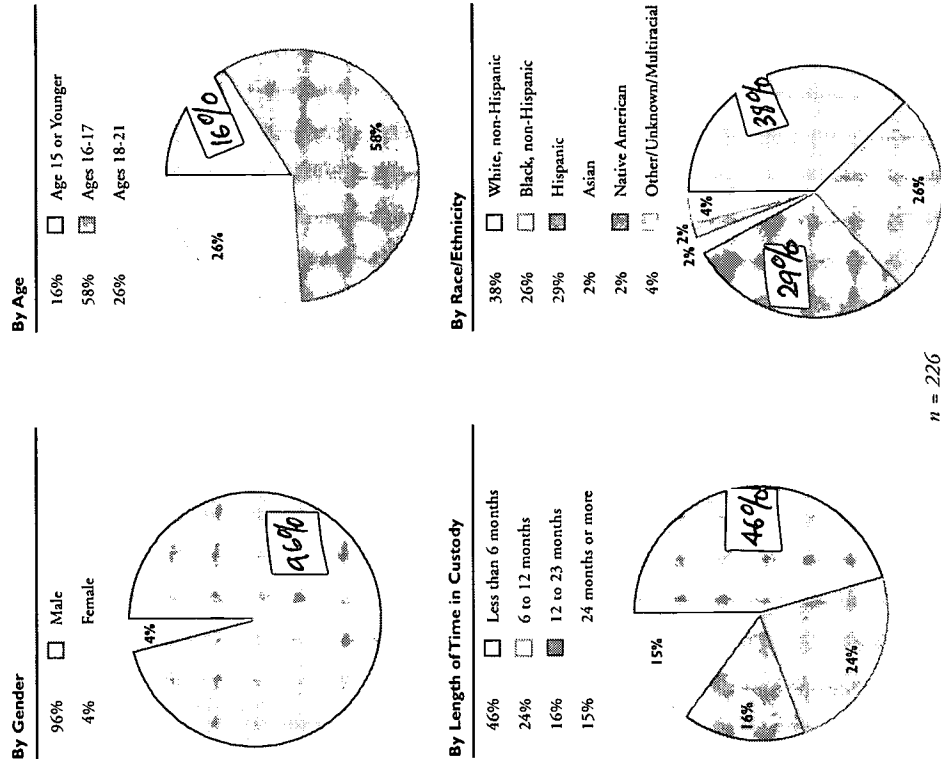 By Gender
96% Male
4% Female
4%
96%
By Age
16% Age 15 or Younger
58% Ages 16-17
26% Ages 18-21
26%
16%
58%
By Length of Time in Custody
46% Less than 6 months
24% 6 to 12 months
16% 12 to 23 months
15% 24 months or more
15%
46%
16%
24%
By Race/Ethnicity
38% White, non-Hispanic
26% Black, non-Hispanic
29% Hispanic
2% Asian
2% Native American
4% Other/Unknown/Multiracial
2% 2% 4%
38%
29%
26%
n = 226